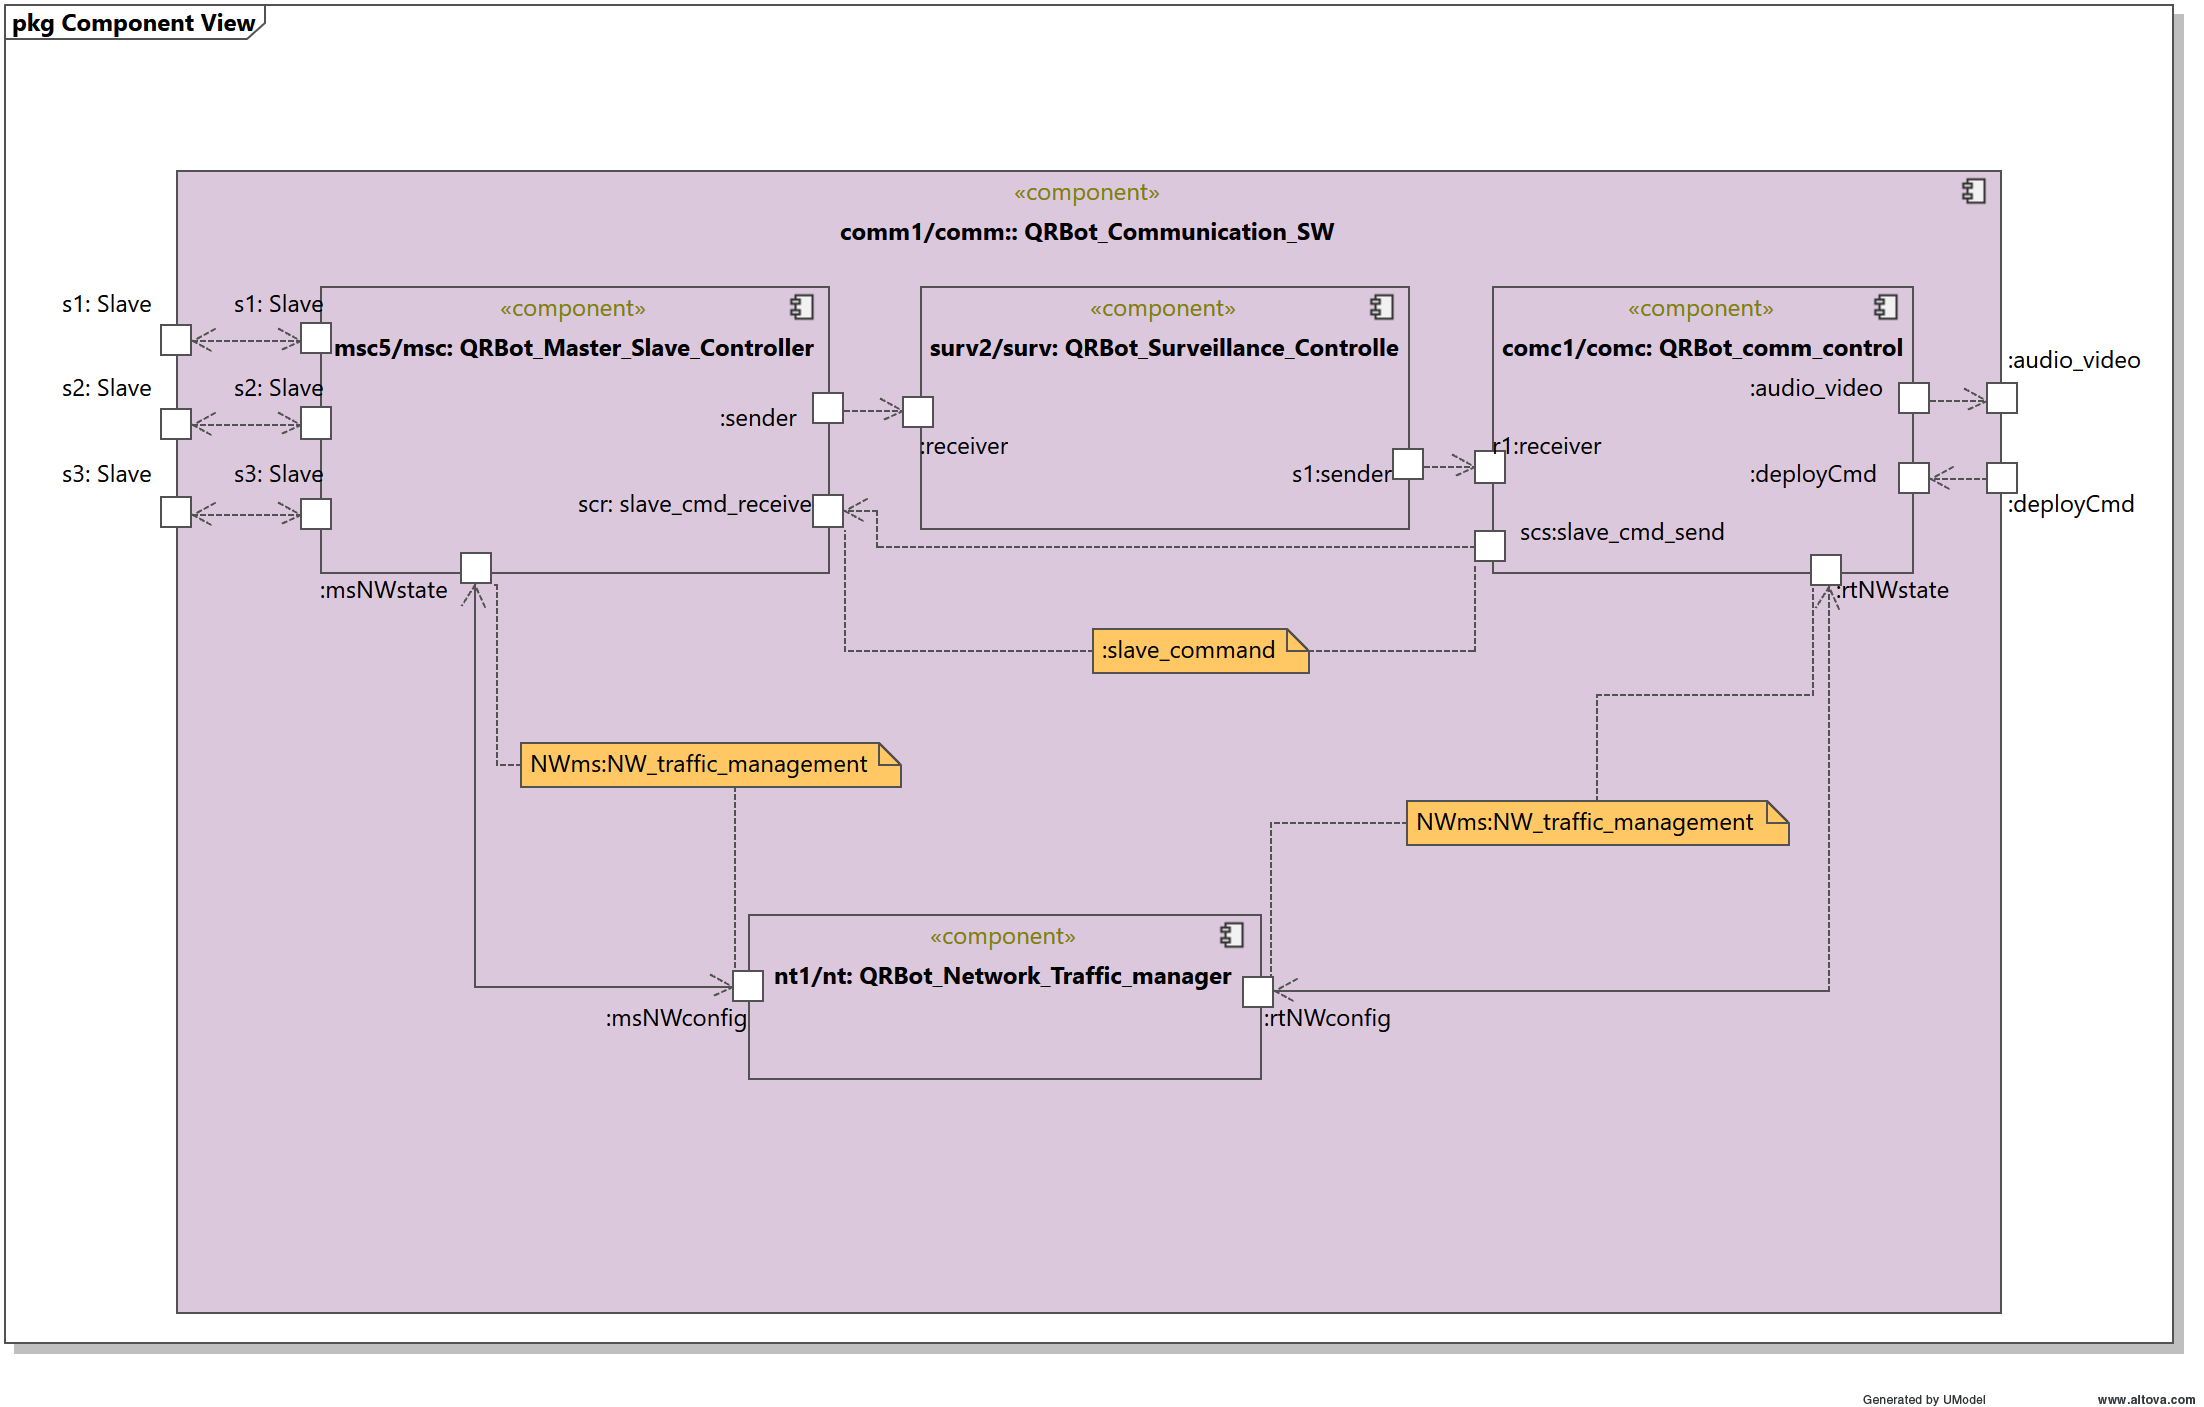 pkg Component View
«component»
comm1/comm:: QRBot_Communication_SW
s1: Slave
s1: Slave
s2: Slave
s2: Slave
s3: Slave
s3: Slave
«component»
msc5/msc: QRBot_Master_Slave_Controller
:sender
scr: slave_cmd_receive
:msNWstate
«component»
surv2/surv: QRBot_Surveillance_Controlle
:receiver
s1:sender
«component»
comc1/comc: QRBot_comm_control
:audio_video
:audio_video
r1:receiver
:deployCmd
:deployCmd
scs:slave_cmd_send
:rtNWstate
:slave_command
NWms:NW_traffic_management
NWms:NW_traffic_management
«component»
nt1/nt: QRBot_Network_Traffic_manager
:msNWconfig
:rtNWconfig
Generated by UModel
www.altova.com